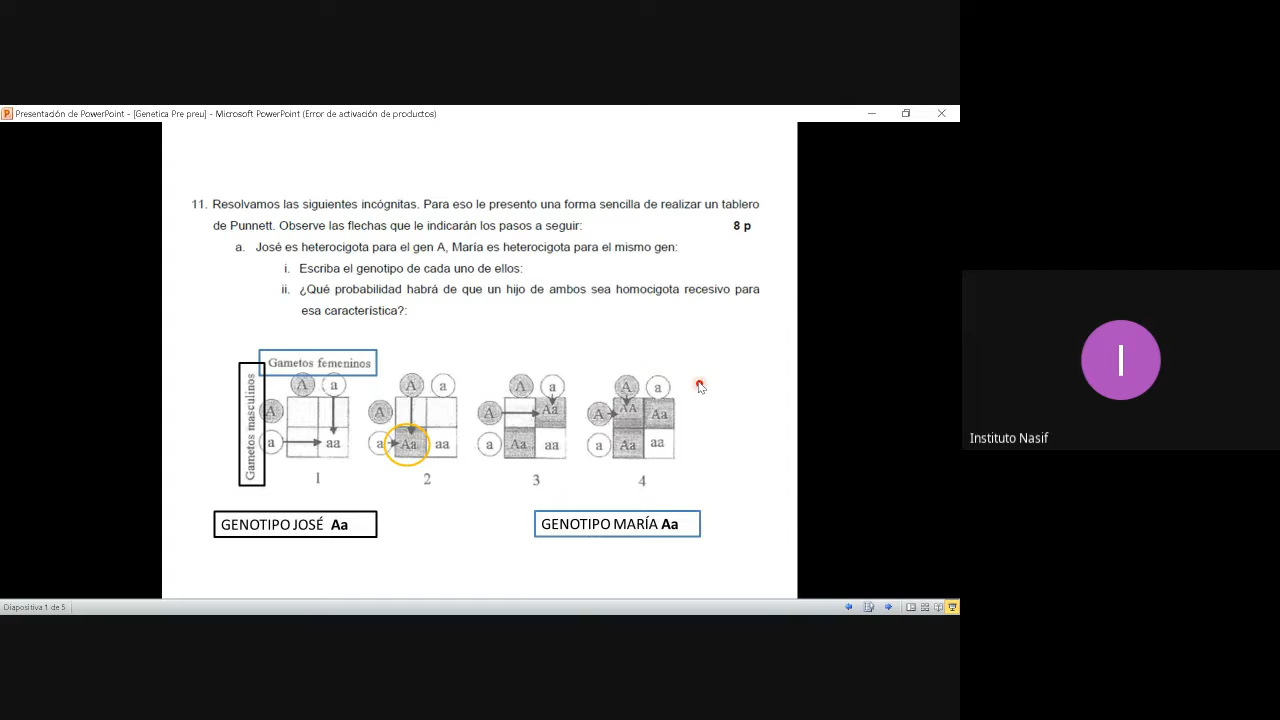 Presentación de PowerPoint - [Genetica Pre preu] - Microsoft PowerPoint (Error de activación de productos)
11. Resolvamos las siguientes incógnitas. Para eso le presento una forma sencilla de realizar un tablero
de Punnett. Observe las flechas que le indicarán los pasos a seguir: 8 p
a. José es heterocigota para el gen A, María es heterocigota para el mismo gen:
i. Escriba el genotipo de cada uno de ellos:
ii. ¿Qué probabilidad habrá de que un hijo de ambos sea homocigota recesivo para
esa característica?:
Gametos femeninos
Gametos masculinos
A a A a A a A a
A A A Aa A AA Aa
a aa a Aa aa a Aa aa a Aa aa
1 2 3 4
GENOTIPO JOSÉ Aa GENOTIPO MARÍA Aa
I
Instituto Nasif
Diapositiva 1 de 5